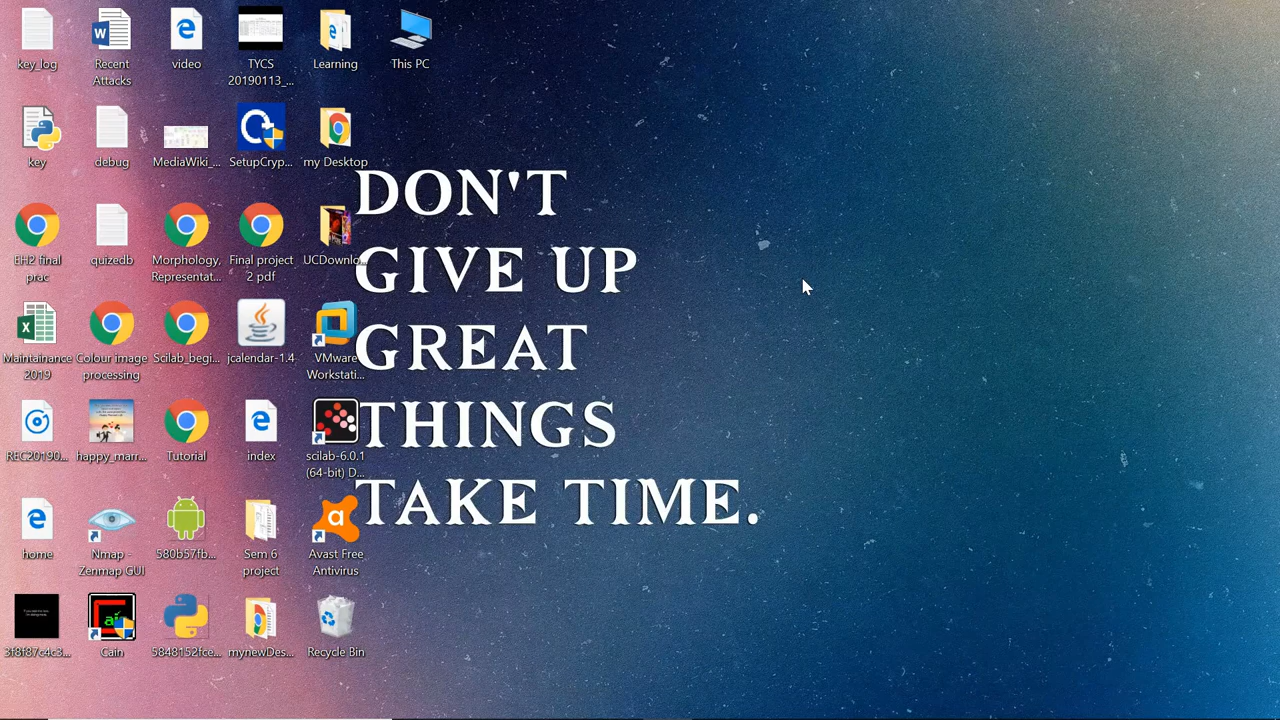 key_log
Recent
Attacks
video
TYCS
20190113_...
Learning
This PC
key
debug
MediaWiki_...
SetupCryp...
my Desktop
DON'T
GIVE UP
GREAT
THINGS
TAKE TIME.
EH2 final
prac
quizedb
Morphology,
Representat...
Final project
2 pdf
UCDownlo...
Maintainance
2019
Colour image
processing
Scilab_begi...
jcalendar-1.4
VMware
Workstati...
REC20190...
happy_marr...
Tutorial
index
scilab-6.0.1
(64-bit) D...
home
Nmap -
Zenmap GUI
580b57fb...
Sem 6
project
Avast Free
Antivirus
3f8f87c4c3...
Cain
5848152fce...
mynewDes...
Recycle Bin